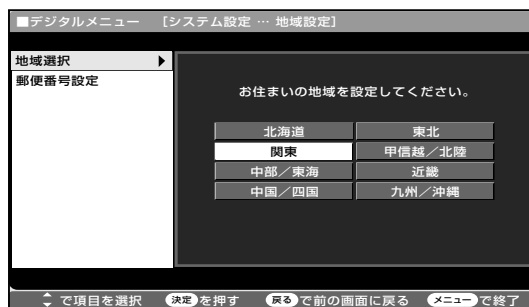 ■デジタルメニュー [システム設定 … 地域設定]
地域選択
郵便番号設定
お住まいの地域を設定してください。
北海道 東北
関東 甲信越／北陸
中部／東海 近畿
中国／四国 九州／沖縄
で項目を選択 決定を押す 戻るで前の画面に戻る メニューで終了